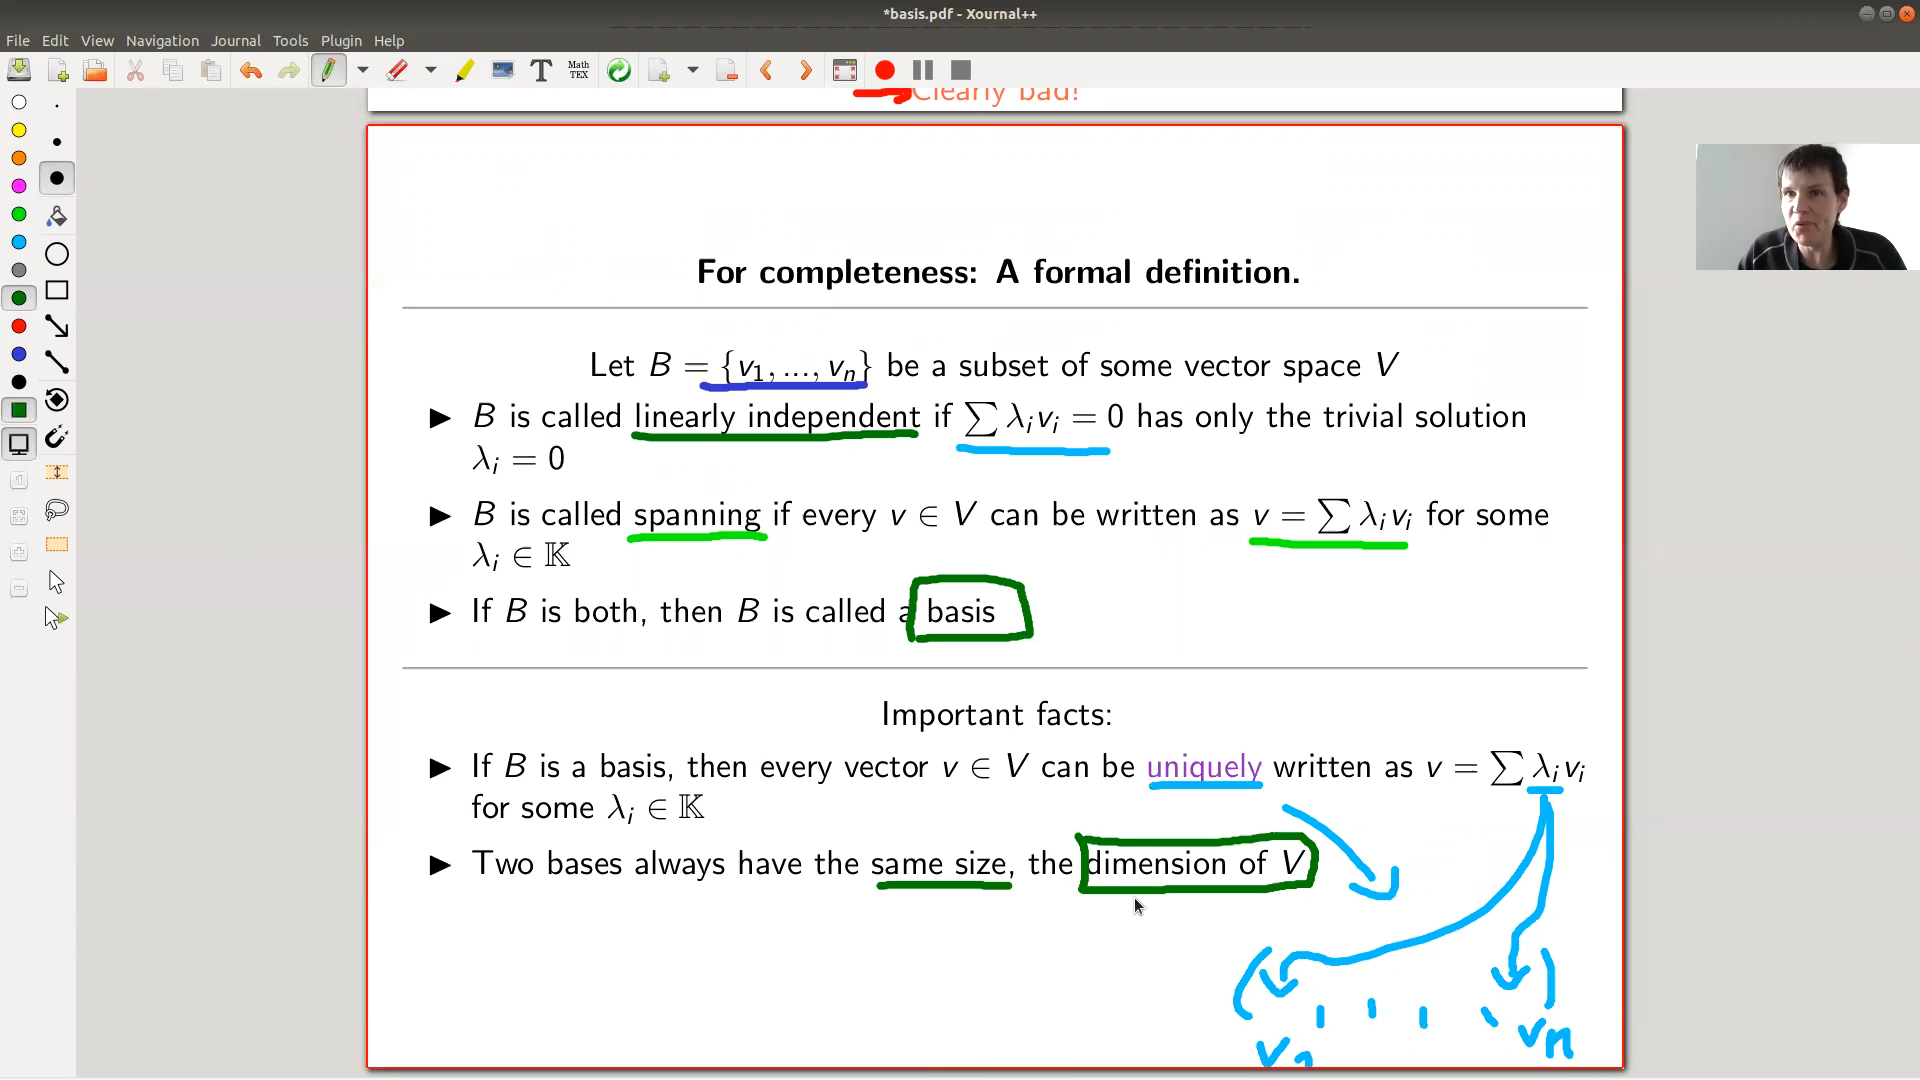 *basis.pdf - Xournal++
File Edit View Navigation Journal Tools Plugin Help
T Math TEX
Clearly bad!
For completeness: A formal definition.
Let B = {v₁, ..., vₙ} be a subset of some vector space V
▶ B is called linearly independent if ∑ λᵢvᵢ = 0 has only the trivial solution
λᵢ = 0
▶ B is called spanning if every v ∈ V can be written as v = ∑ λᵢvᵢ for some
λᵢ ∈ 𝕂
▶ If B is both, then B is called a basis
Important facts:
▶ If B is a basis, then every vector v ∈ V can be uniquely written as v = ∑ λᵢvᵢ
for some λᵢ ∈ 𝕂
▶ Two bases always have the same size, the dimension of V
vn